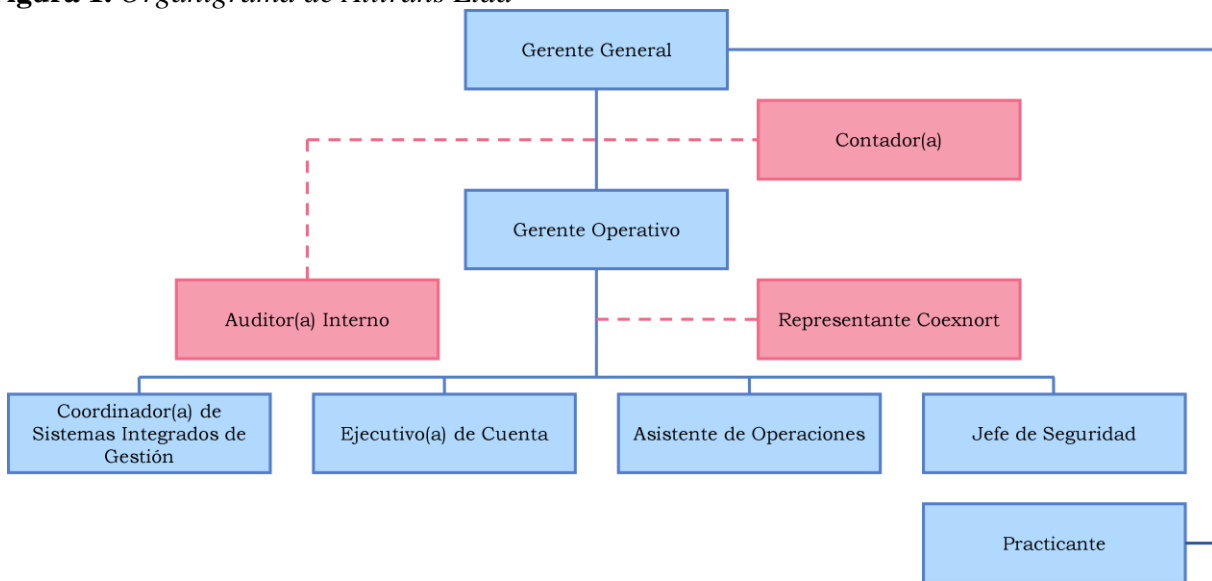 Gerente General
Contador(a)
Gerente Operativo
Auditor(a) Interno
Representante Coexnort
Coordinador(a) de
Sistemas Integrados de
Gestión
Ejecutivo(a) de Cuenta
Asistente de Operaciones
Jefe de Seguridad
Practicante